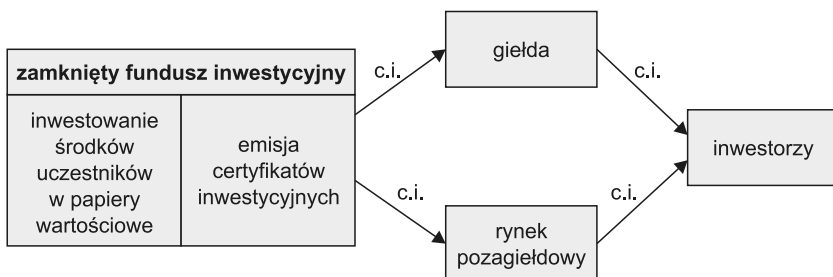 zamknięty fundusz inwestycyjny
inwestowanie
środków
uczestników
w papiery
wartościowe
emisja
certyfikatów
inwestycyjnych
c.i.
c.i.
giełda
rynek
pozagiełdowy
c.i.
c.i.
inwestorzy